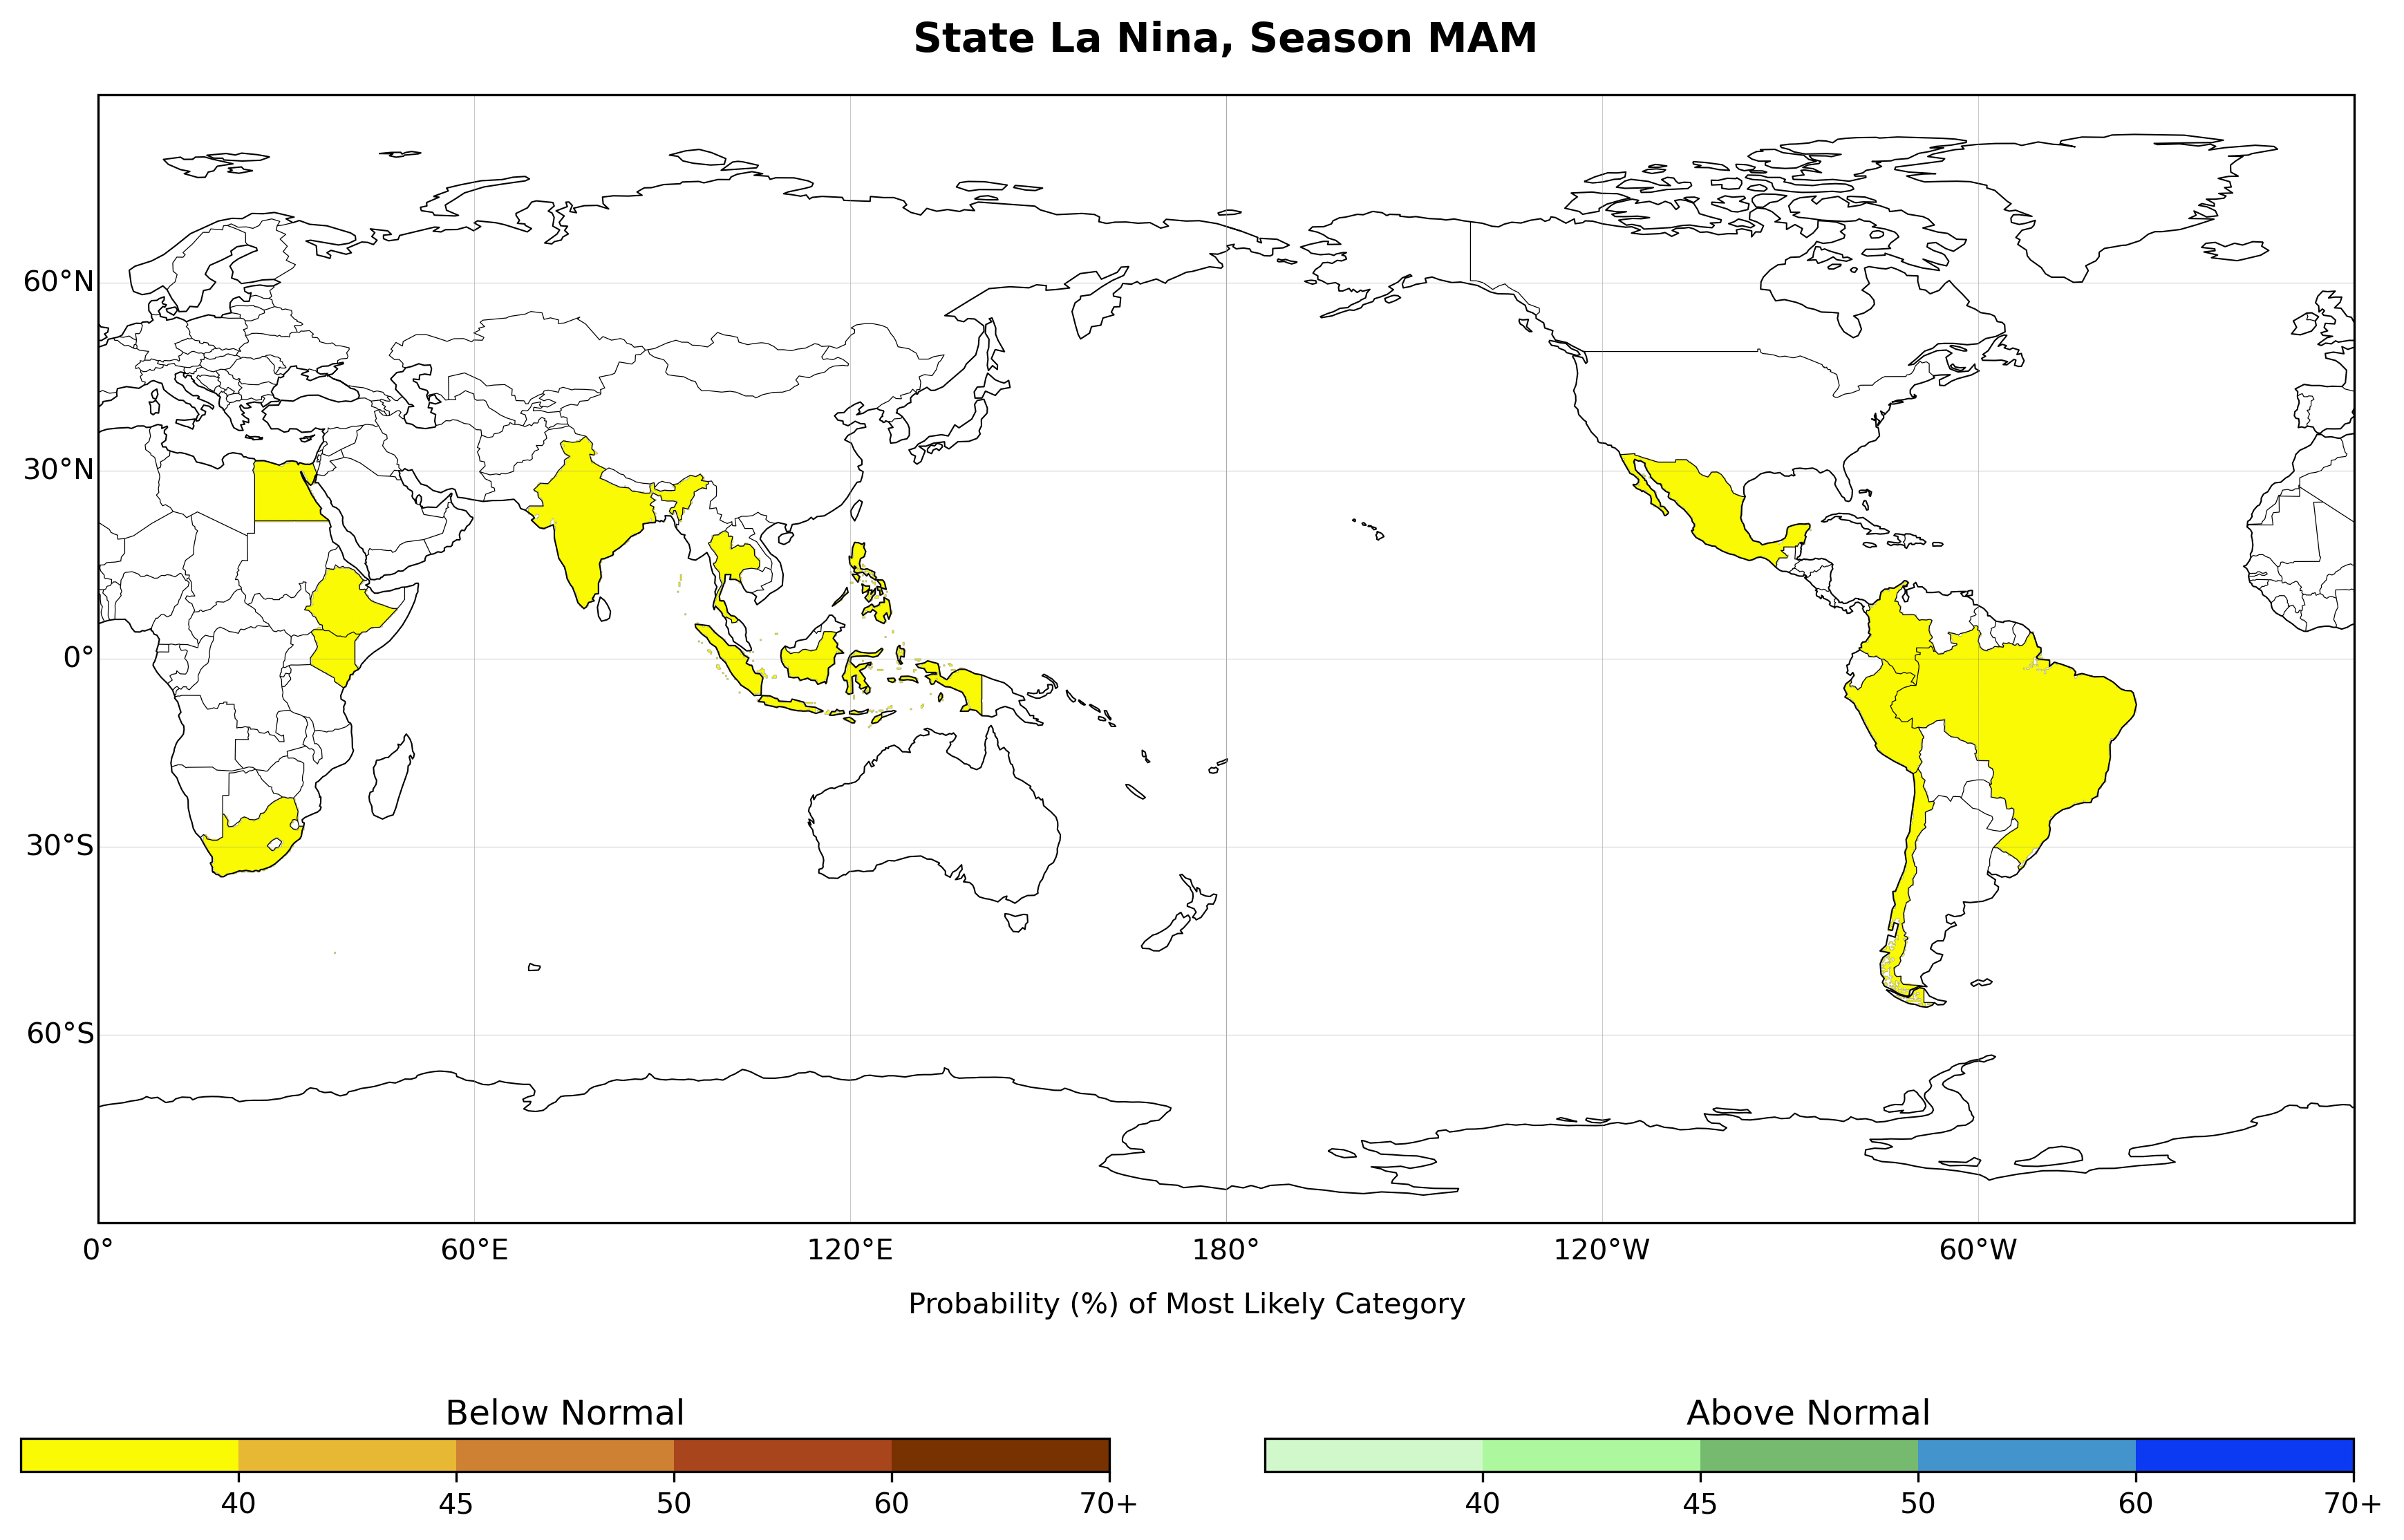 State La Nina, Season MAM
60°N
30°N
0°
30°S
60°S
0° 60°E 120°E 180° 120°W 60°W
Probability (%) of Most Likely Category
Below Normal
40 45 50 60 70+
Above Normal
40 45 50 60 70+